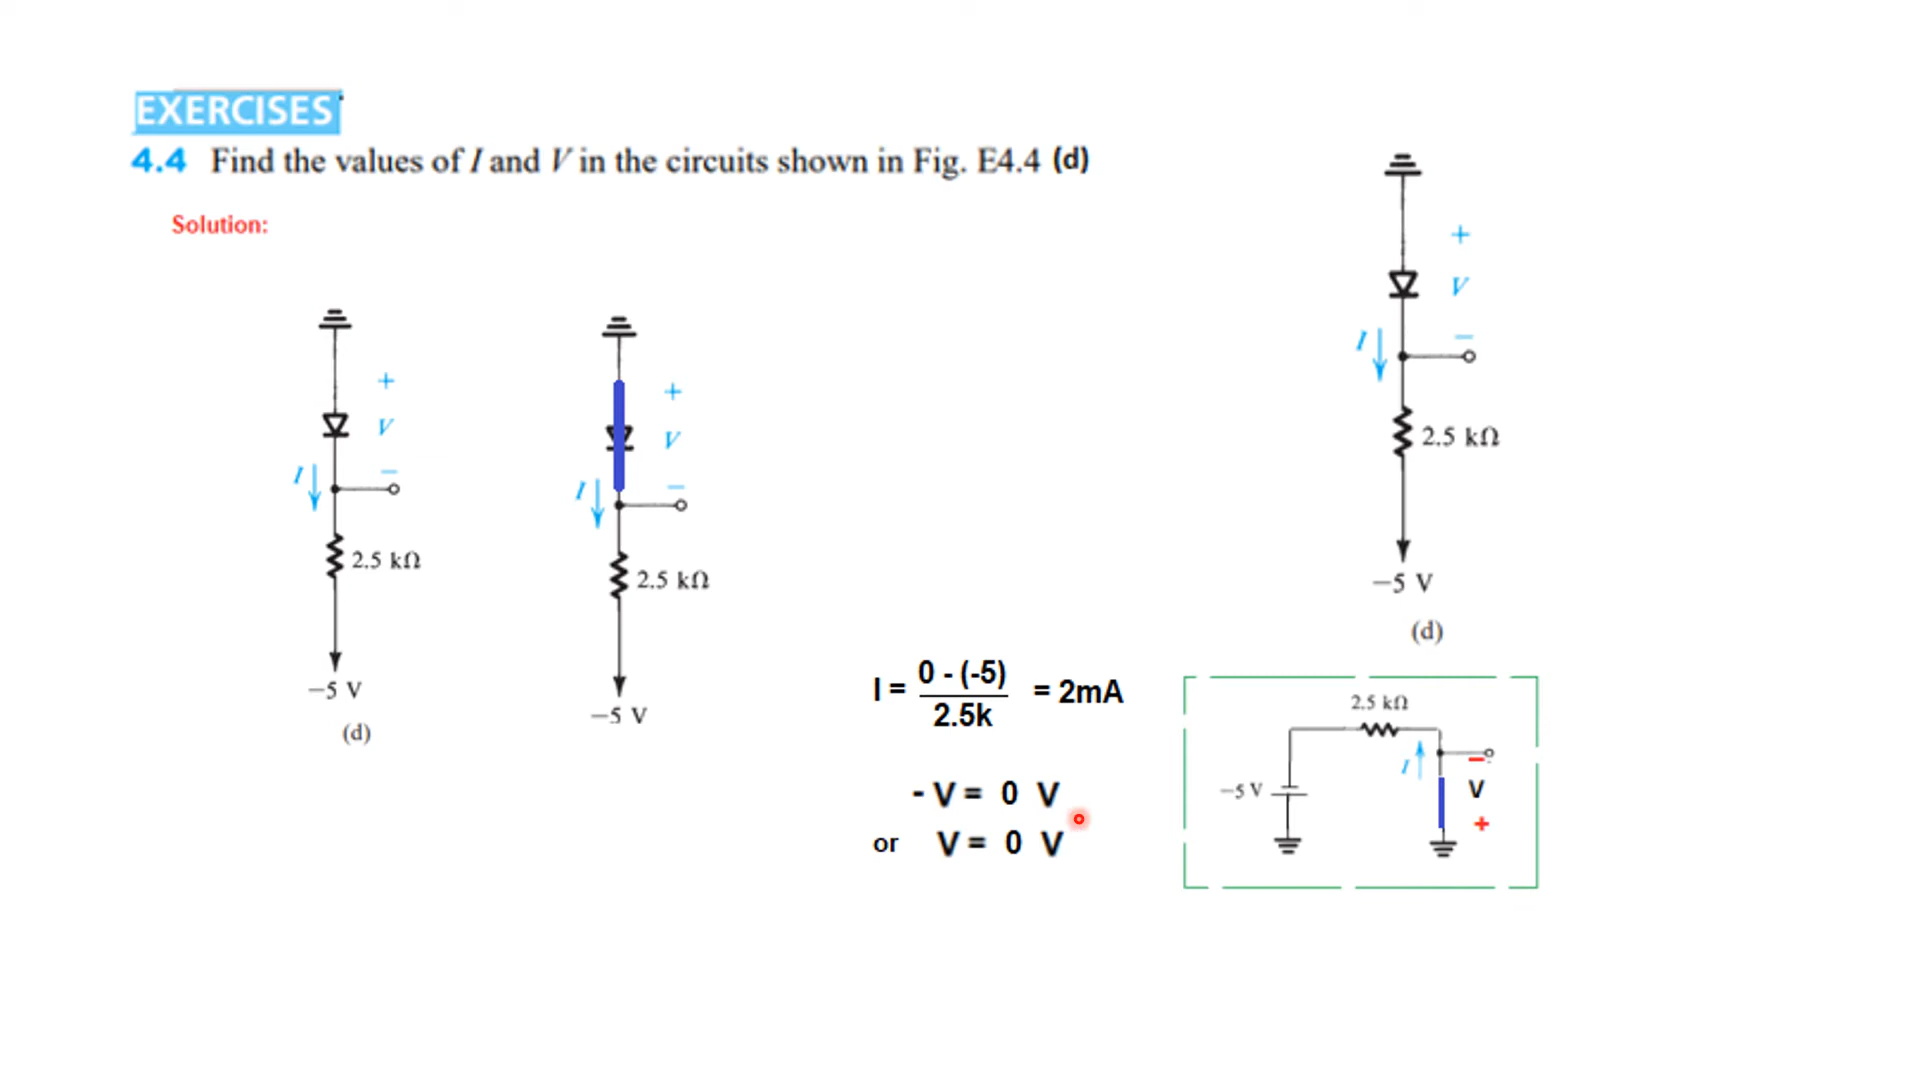 EXERCISES
4.4 Find the values of I and V in the circuits shown in Fig. E4.4 (d)
Solution:
+
V
−
I
2.5 kΩ
−5 V
(d)
+
V
−
I
2.5 kΩ
−5 V
+
V
−
I
2.5 kΩ
−5 V
(d)
I = 0 - (-5) / 2.5k = 2mA
- V = 0 V
or V = 0 V
2.5 kΩ
−5 V
I
−
V
+